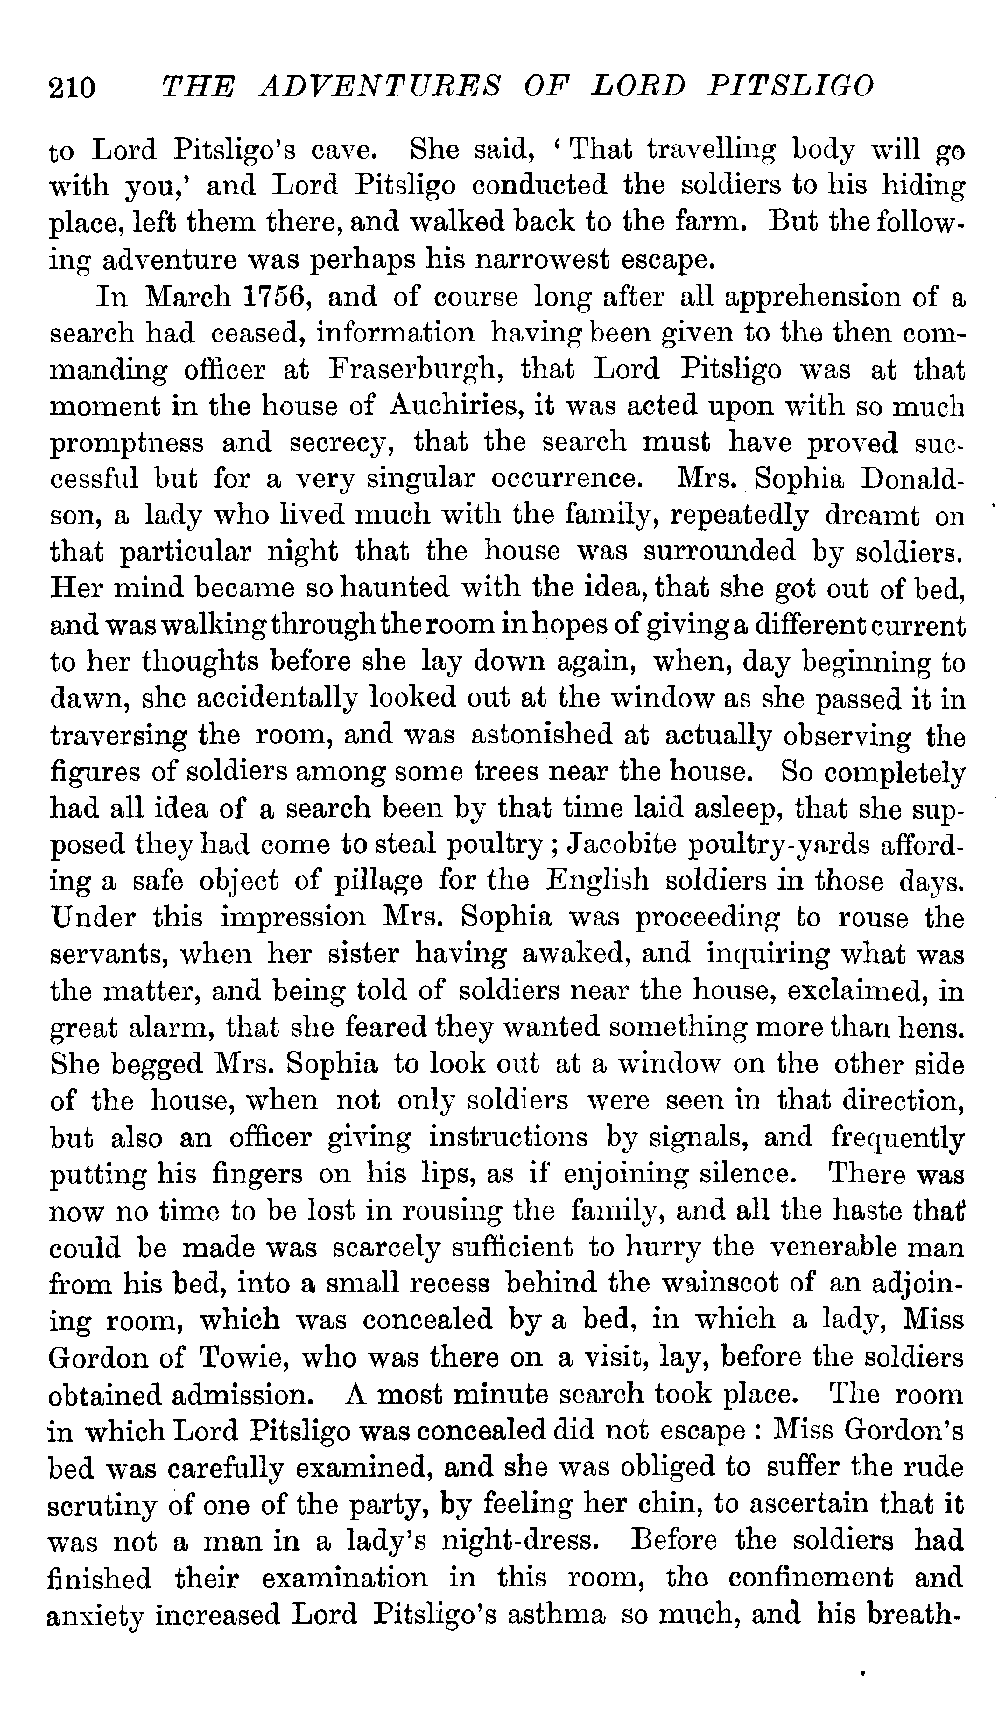 210 THE ADVENTURES OF LORD PITSLIGO
to Lord Pitsligo's cave. She said, ‘ That travelling body will go
with you,’ and Lord Pitsligo conducted the soldiers to his hiding
place, left them there, and walked back to the farm. But the follow-
ing adventure was perhaps his narrowest escape.
In March 1756, and of course long after all apprehension of a
search had ceased, information having been given to the then com-
manding officer at Fraserburgh, that Lord Pitsligo was at that
moment in the house of Auchiries, it was acted upon with so much
promptness and secrecy, that the search must have proved suc-
cessful but for a very singular occurrence. Mrs. Sophia Donald-
son, a lady who lived much with the family, repeatedly dreamt on
that particular night that the house was surrounded by soldiers.
Her mind became so haunted with the idea, that she got out of bed,
and was walking through the room in hopes of giving a different current
to her thoughts before she lay down again, when, day beginning to
dawn, she accidentally looked out at the window as she passed it in
traversing the room, and was astonished at actually observing the
figures of soldiers among some trees near the house. So completely
had all idea of a search been by that time laid asleep, that she sup-
posed they had come to steal poultry ; Jacobite poultry-yards afford-
ing a safe object of pillage for the English soldiers in those days.
Under this impression Mrs. Sophia was proceeding to rouse the
servants, when her sister having awaked, and inquiring what was
the matter, and being told of soldiers near the house, exclaimed, in
great alarm, that she feared they wanted something more than hens.
She begged Mrs. Sophia to look out at a window on the other side
of the house, when not only soldiers were seen in that direction,
but also an officer giving instructions by signals, and frequently
putting his fingers on his lips, as if enjoining silence. There was
now no time to be lost in rousing the family, and all the haste that
could be made was scarcely sufficient to hurry the venerable man
from his bed, into a small recess behind the wainscot of an adjoin-
ing room, which was concealed by a bed, in which a lady, Miss
Gordon of Towie, who was there on a visit, lay, before the soldiers
obtained admission. A most minute search took place. The room
in which Lord Pitsligo was concealed did not escape : Miss Gordon's
bed was carefully examined, and she was obliged to suffer the rude
scrutiny of one of the party, by feeling her chin, to ascertain that it
was not a man in a lady's night-dress. Before the soldiers had
finished their examination in this room, the confinement and
anxiety increased Lord Pitsligo's asthma so much, and his breath-